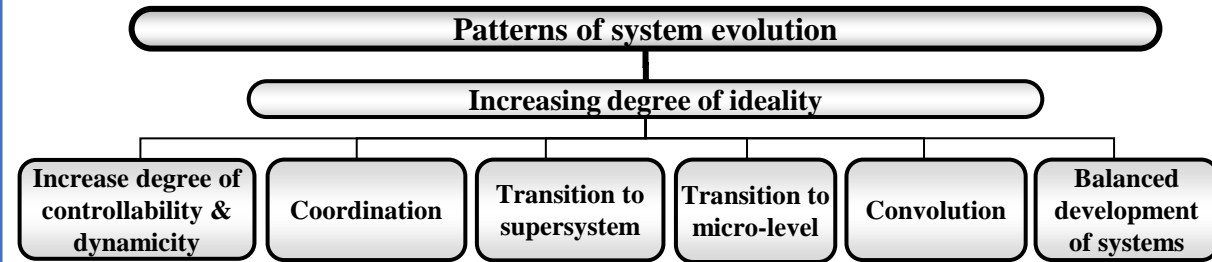 Patterns of system evolution
Increasing degree of ideality
Increase degree of
controllability &
dynamicity
Coordination
Transition to
supersystem
Transition to
micro-level
Convolution
Balanced
development
of systems